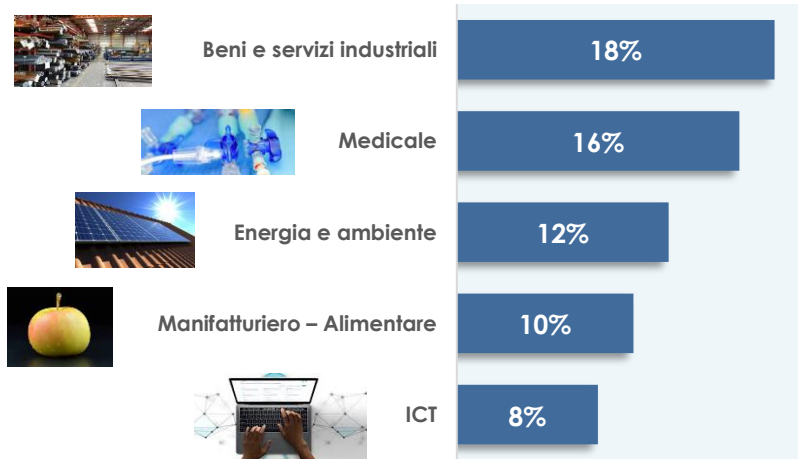 Beni e servizi industriali 18%
Medicale 16%
Energia e ambiente 12%
Manifatturiero – Alimentare 10%
ICT 8%